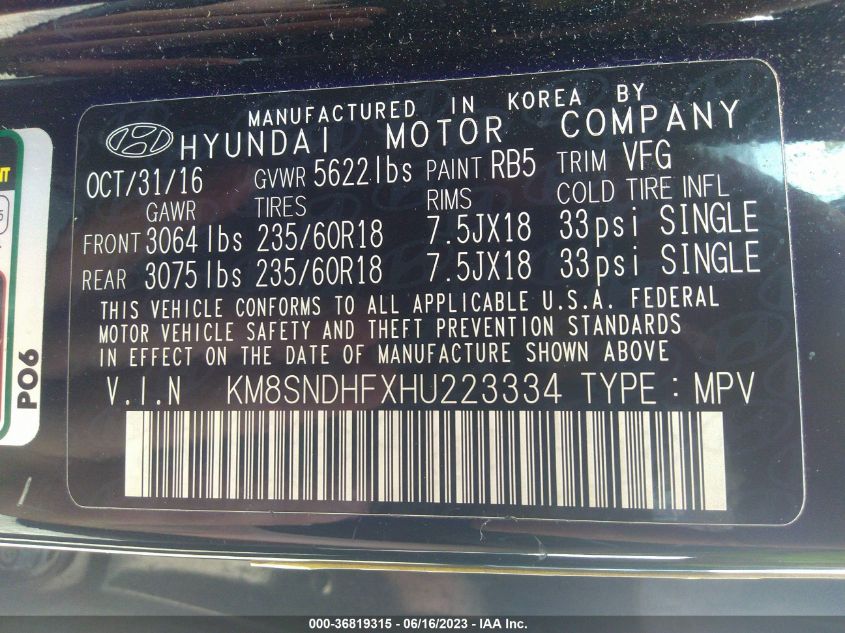 MANUFACTURED IN KOREA BY
HYUNDAI MOTOR COMPANY
OCT/31/16 GVWR 5622lbs PAINT RB5 TRIM VFG
GAWR TIRES RIMS COLD TIRE INFL
FRONT 3064lbs 235/60R18 7.5JX18 33psi SINGLE
REAR 3075lbs 235/60R18 7.5JX18 33psi SINGLE
THIS VEHICLE CONFORMS TO ALL APPLICABLE U.S.A. FEDERAL
MOTOR VEHICLE SAFETY AND THEFT PREVENTION STANDARDS
IN EFFECT ON THE DATE OF MANUFACTURE SHOWN ABOVE
V.I.N KM8SNDHFXHU223334 TYPE : MPV
PO6
000-36819315 - 06/16/2023 - IAA Inc.